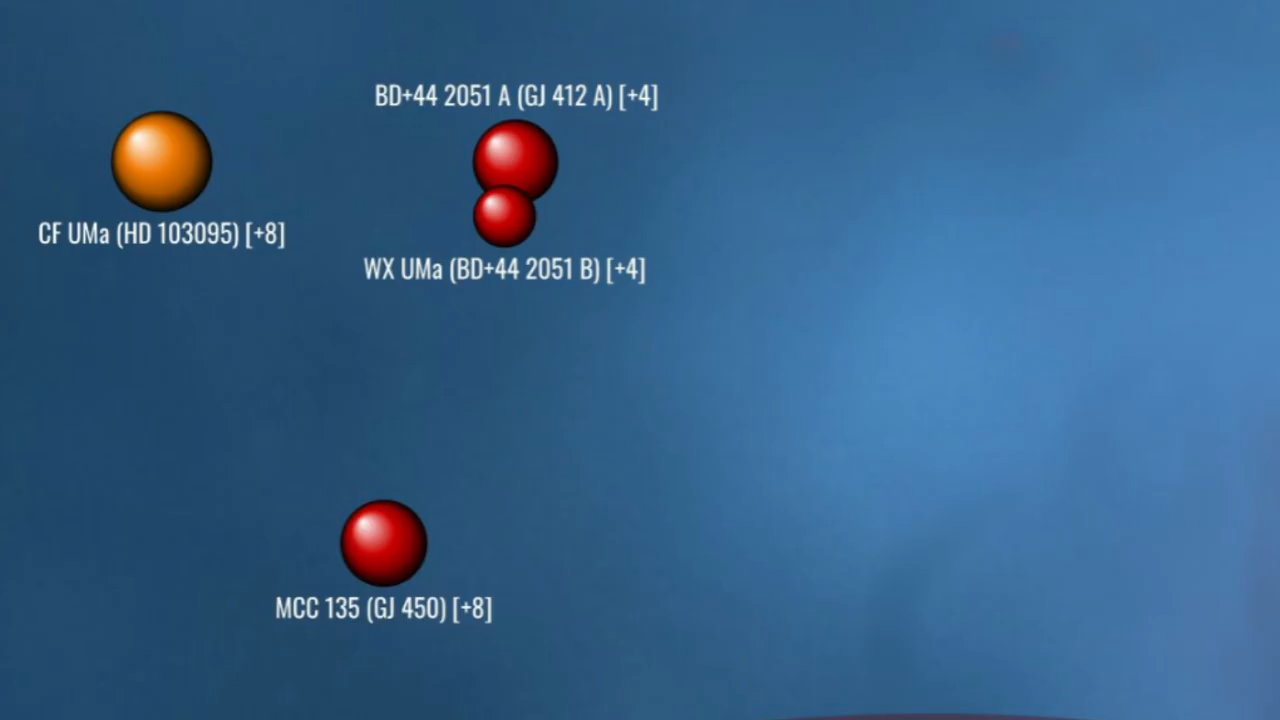 BD+44 2051 A (GJ 412 A) [+4]
CF UMa (HD 103095) [+8]
WX UMa (BD+44 2051 B) [+4]
MCC 135 (GJ 450) [+8]